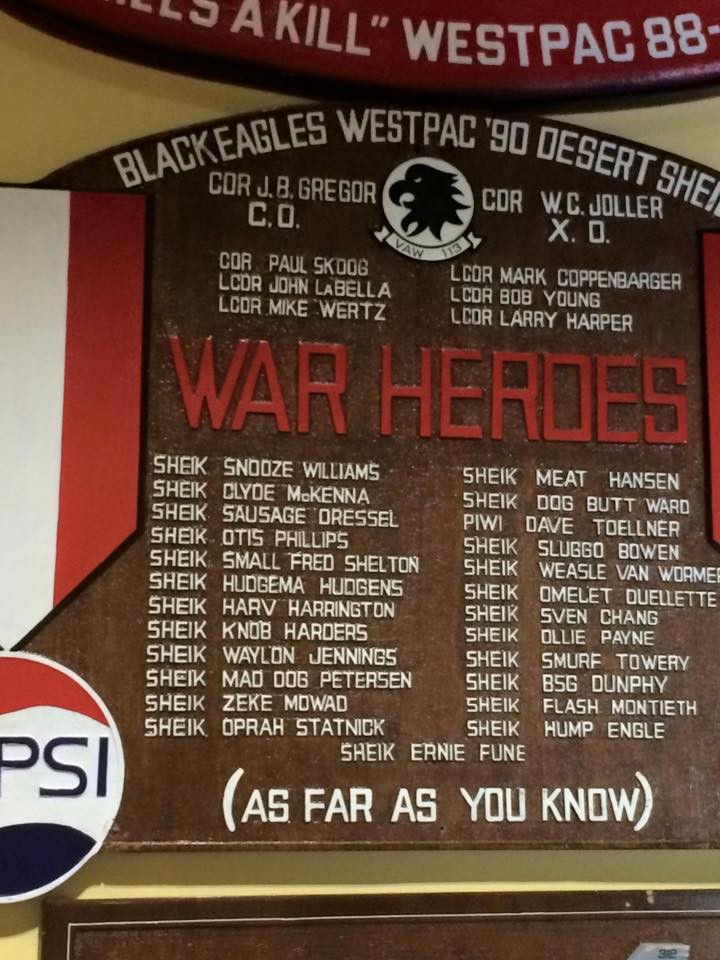 A KILL" WESTPAC 88-
BLACKEAGLES WESTPAC '90 DESERT SHEI
CDR J.B. GREGOR
C.O.
CDR W.C. JOLLER
X.O.
VAW 113
CDR. PAUL SKOOG
LCDR JOHN LABELLA
LCDR MIKE WERTZ
LCDR MARK COPPENBARGER
LCDR BOB YOUNG
LCDR LARRY HARPER
WAR HEROES
SHEIK SNOOZE WILLIAMS
SHEIK CLYDE McKENNA
SHEIK SAUSAGE DRESSEL
SHEIK OTIS PHILLIPS
SHEIK SMALL FRED SHELTON
SHEIK HUDGEMA HUDGENS
SHEIK HARV HARRINGTON
SHEIK KNOB HARDERS
SHEIK WAYLON JENNINGS
SHEIK MAD DOG PETERSEN
SHEIK ZEKE MOWAD
SHEIK OPRAH STATNICK
SHEIK MEAT HANSEN
SHEIK DOG BUTT WARD
PIWI DAVE TOELLNER
SHEIK SLUGGO BOWEN
SHEIK WEASLE VAN WORMER
SHEIK OMELET OUELLETTE
SHEIK SVEN CHANG
SHEIK OLLIE PAYNE
SHEIK SMURF TOWERY
SHEIK BSG DUNPHY
SHEIK FLASH MONTIETH
SHEIK HUMP ENGLE
SHEIK ERNIE FUNE
(AS FAR AS YOU KNOW)
PSI
312